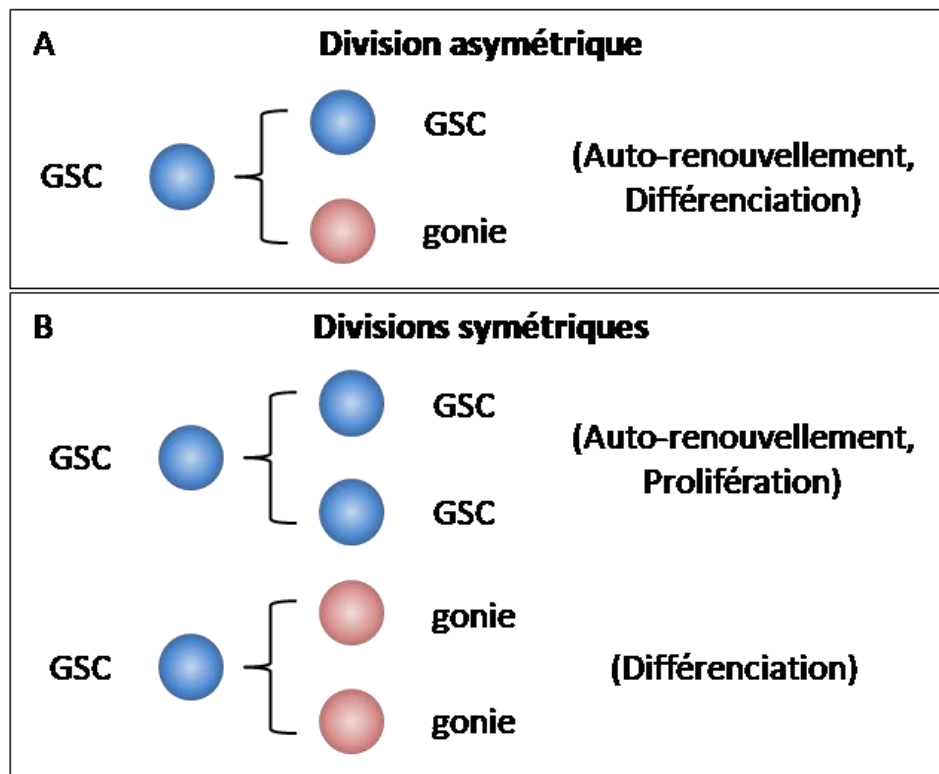 A
Division asymétrique
GSC
GSC
gonie
(Auto-renouvellement,
Différenciation)
B
Divisions symétriques
GSC
GSC
GSC
(Auto-renouvellement,
Prolifération)
GSC
gonie
gonie
(Différenciation)